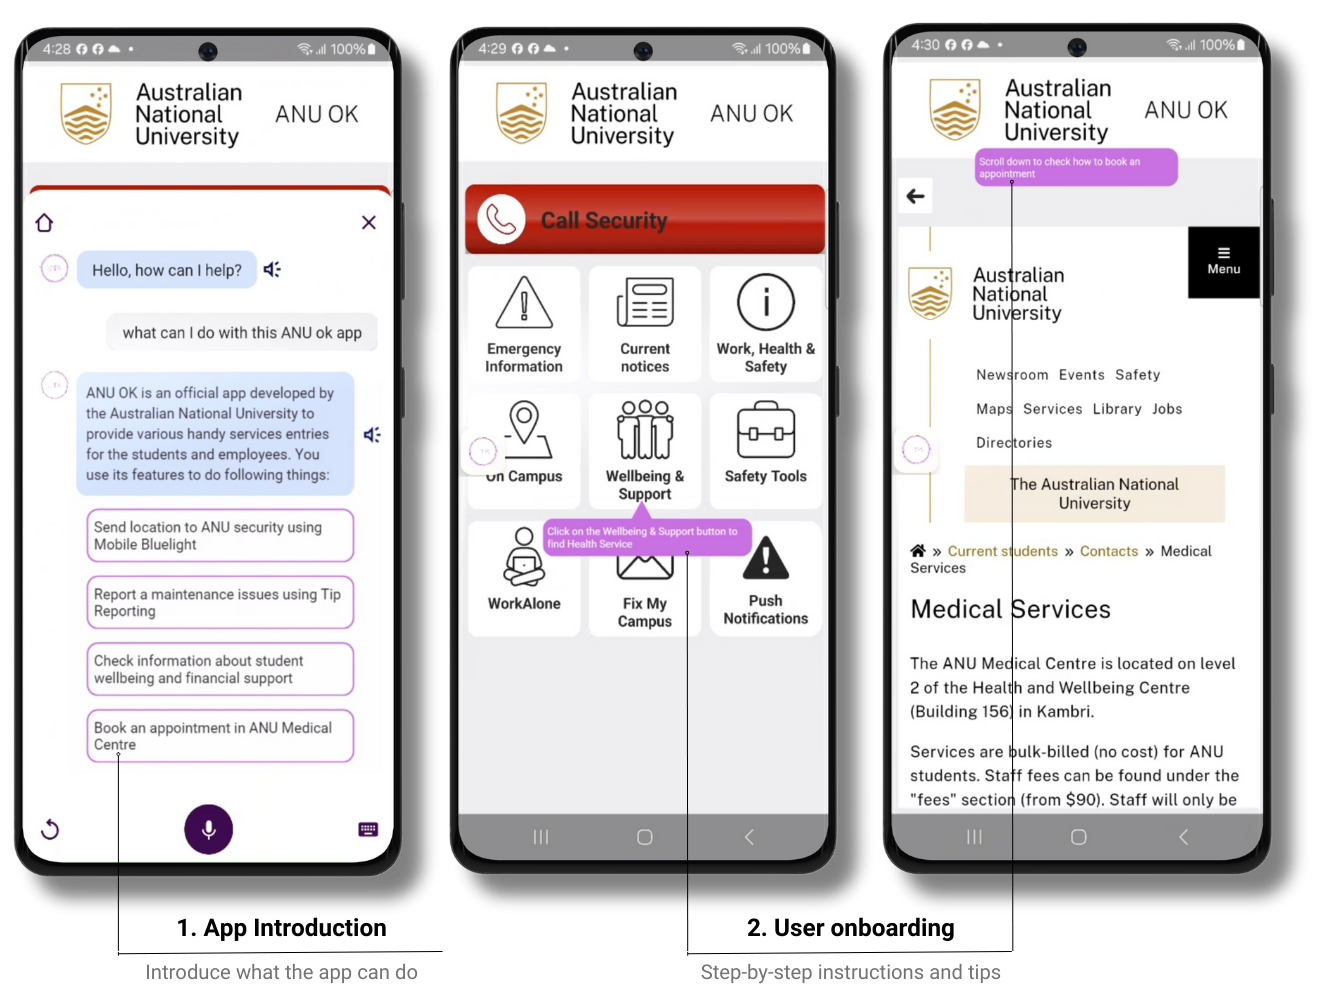 4:28
100%
Australian
National
University
ANU OK
Hello, how can I help?
what can I do with this ANU ok app
ANU OK is an official app developed by
the Australian National University to
provide various handy services entries
for the students and employees. You
use its features to do following things:
Send location to ANU security using
Mobile Bluelight
Report a maintenance issues using Tip
Reporting
Check information about student
wellbeing and financial support
Book an appointment in ANU Medical
Centre
4:29
100%
Australian
National
University
ANU OK
Call Security
Emergency
Information
Current
notices
Work, Health &
Safety
On Campus
Wellbeing &
Support
Safety Tools
Click on the Wellbeing & Support button to
find Health Service
WorkAlone
Fix My
Campus
Push
Notifications
4:30
100%
Australian
National
University
ANU OK
Scroll down to check how to book an
appointment
Menu
Australian
National
University
Newsroom Events Safety
Maps Services Library Jobs
Directories
The Australian National
University
» Current students » Contacts » Medical
Services
Medical Services
The ANU Medical Centre is located on level
2 of the Health and Wellbeing Centre
(Building 156) in Kambri.
Services are bulk-billed (no cost) for ANU
students. Staff fees can be found under the
"fees" section (from $90). Staff will only be
1. App Introduction
Introduce what the app can do
2. User onboarding
Step-by-step instructions and tips